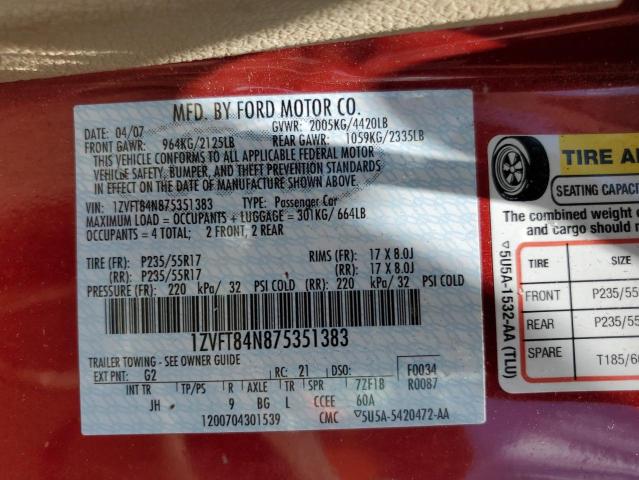 MFD. BY FORD MOTOR CO.
DATE: 04/07 GVWR: 2005KG/4420LB
FRONT GAWR: 964KG/2125LB REAR GAWR: 1059KG/2335LB
THIS VEHICLE CONFORMS TO ALL APPLICABLE FEDERAL MOTOR
VEHICLE SAFETY, BUMPER, AND THEFT PREVENTION STANDARDS
IN EFFECT ON THE DATE OF MANUFACTURE SHOWN ABOVE.
VIN: 1ZVFT84N875351383 TYPE: Passenger Car
MAXIMUM LOAD = OCCUPANTS + LUGGAGE = 301KG/ 664LB
OCCUPANTS = 4 TOTAL; 2 FRONT, 2 REAR
TIRE (FR): P235/55R17 RIMS (FR): 17 X 8.0J
(RR): P235/55R17 (RR): 17 X 8.0J
PRESSURE (FR): 220 kPa/ 32 PSI COLD (RR): 220 kPa/ 32 PSI COLD
1ZVFT84N875351383
TRAILER TOWING - SEE OWNER GUIDE
EXT PNT: G2 RC: 21 DSO: F0034
INT TR TP/PS R AXLE TR SPR 7ZF1B R0087
JH 9 BG L CCEE 60A
1200704301539 CMC ▽5U5A-5420472-AA
TIRE A
SEATING CAPACITY
The combined weight
and cargo should
TIRE SIZE
FRONT P235/55
REAR P235/55
SPARE T185/60
▽5U5A-1532-AA (TLU)